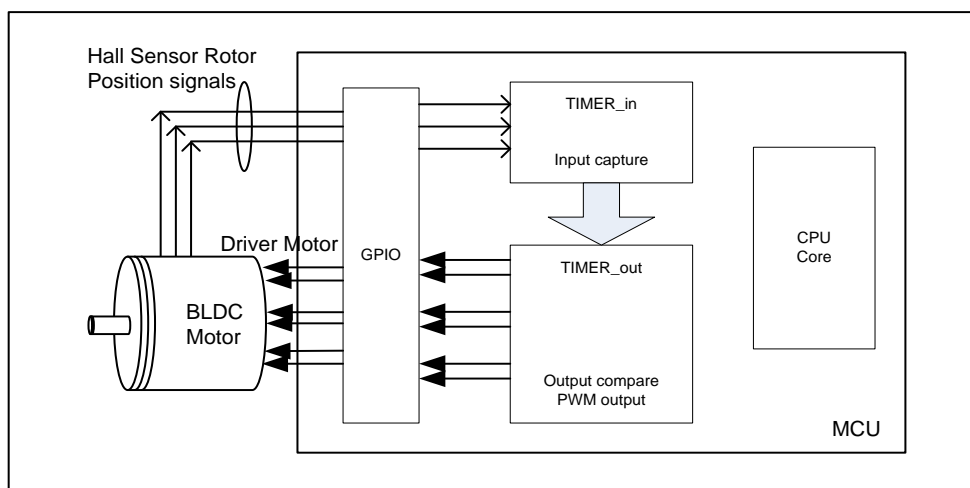 Hall Sensor Rotor
Position signals
TIMER_in
Input capture
CPU
Core
Driver Motor
GPIO
TIMER_out
BLDC
Motor
Output compare
PWM output
MCU